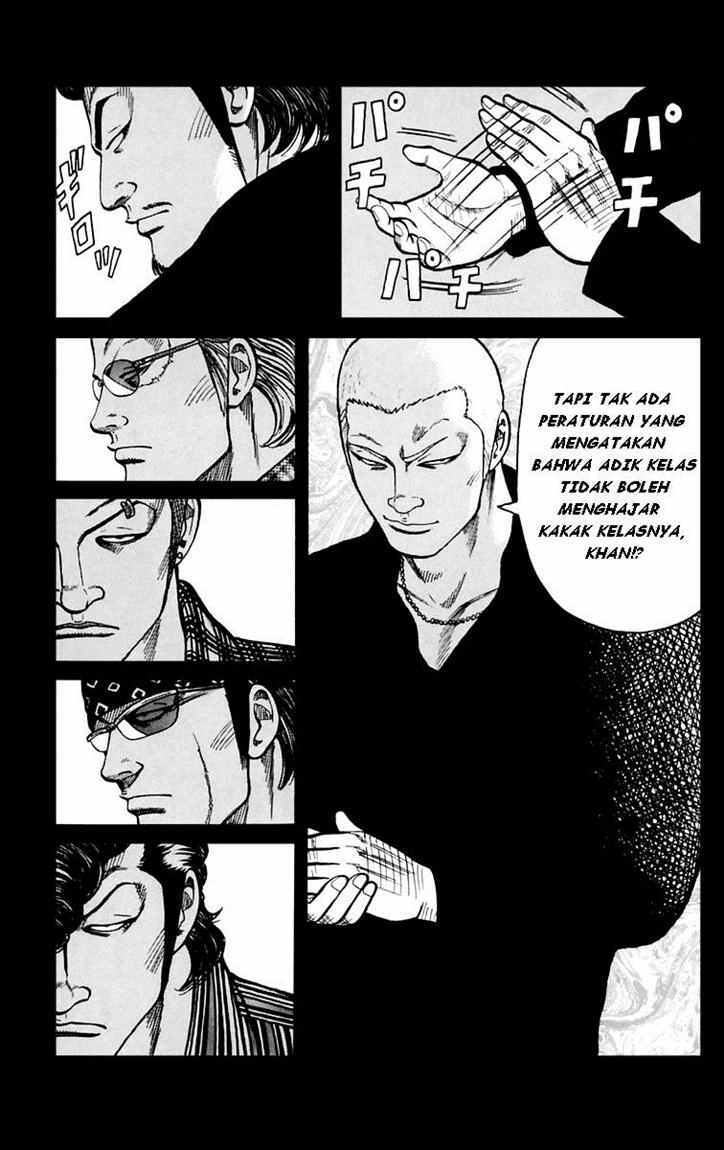 パチ
パチ
パチ
ギロッ
TAPI TAK ADA
PERATURAN YANG
MENGATAKAN
BAHWA ADIK KELAS
TIDAK BOLEH
MENGHAJAR
KAKAK KELASNYA,
KHAN!?